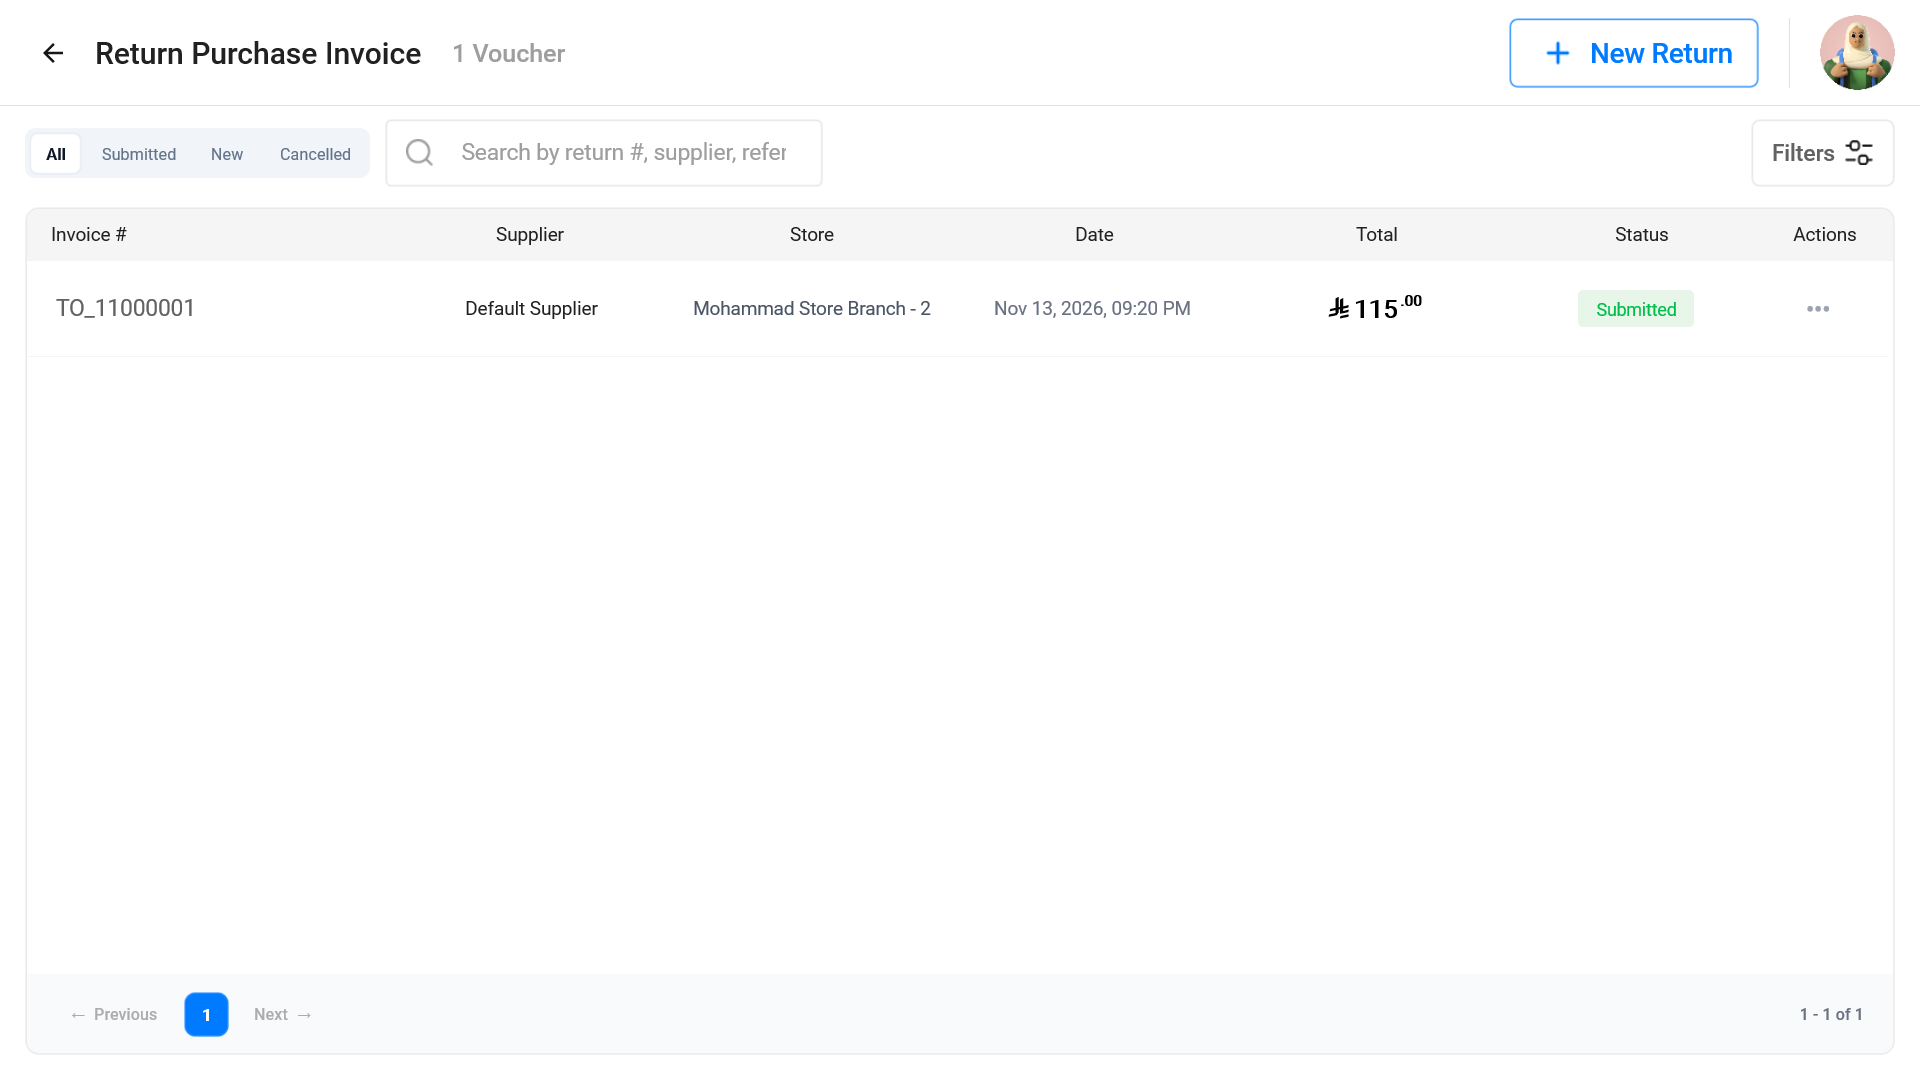 Return Purchase Invoice 1 Voucher New Return
All Submitted New Cancelled Search by return #, supplier, refer Filters
Invoice # Supplier Store Date Total Status Actions
TO_11000001 Default Supplier Mohammad Store Branch - 2 Nov 13, 2026, 09:20 PM ⃁ 115.00 Submitted
← Previous 1 Next → 1 - 1 of 1